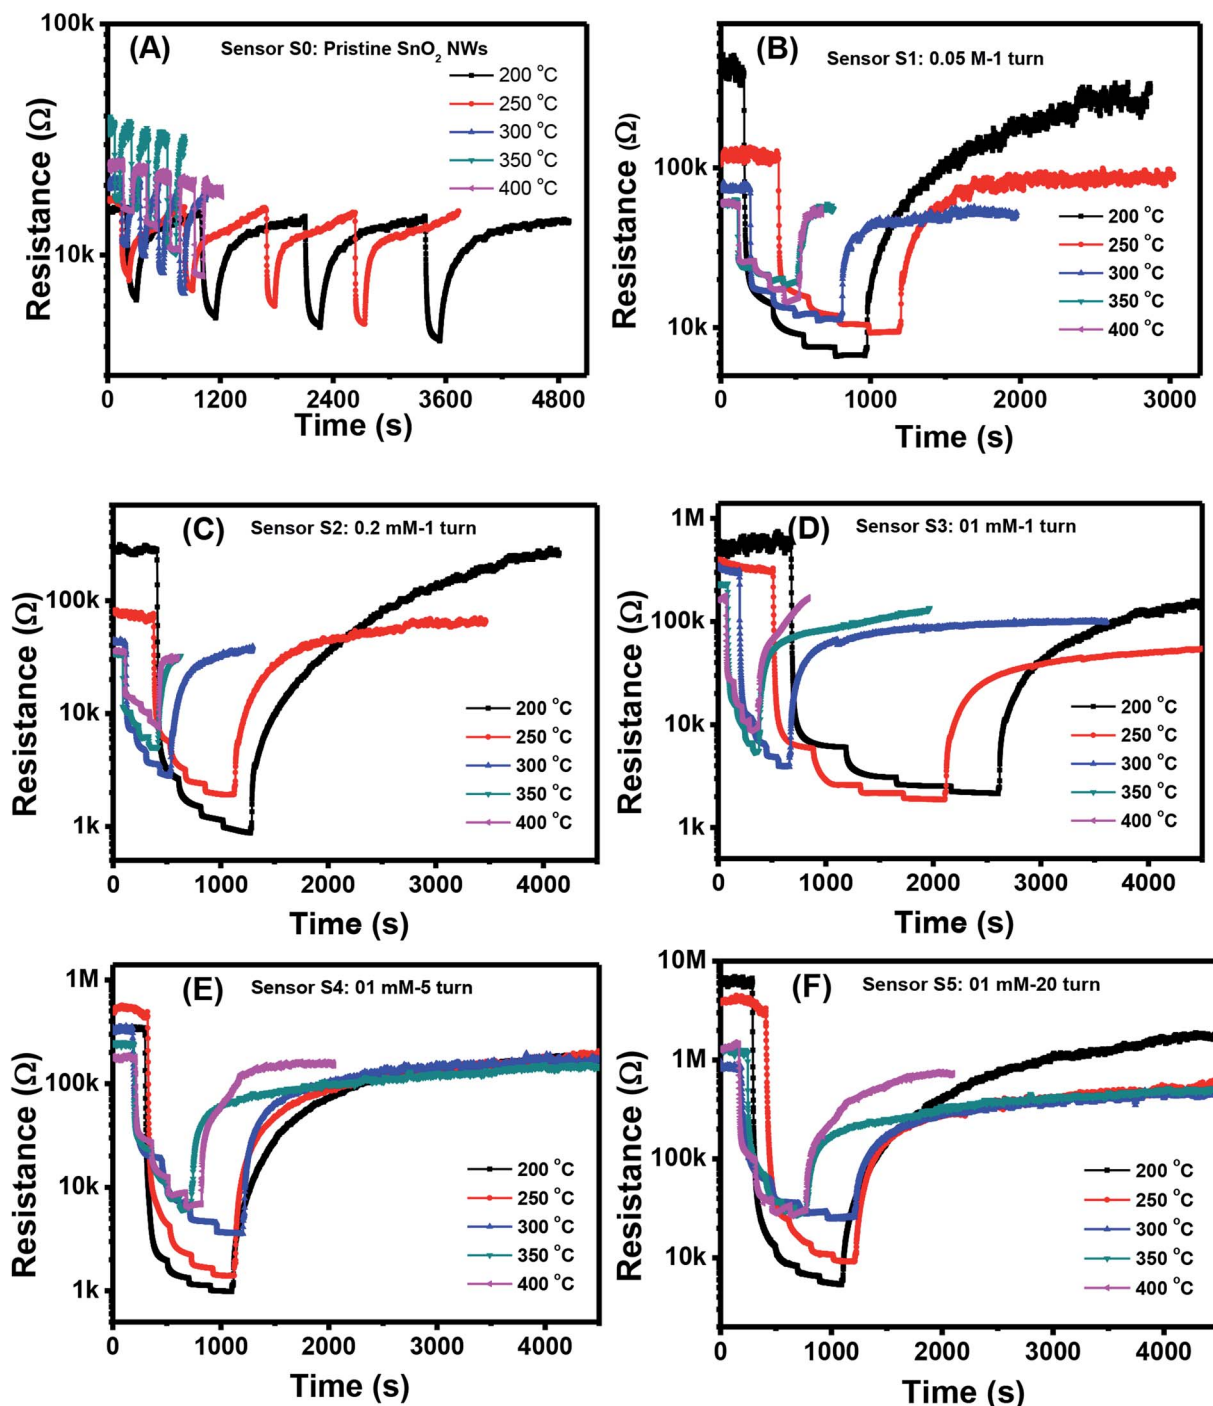 (A)
Sensor S0: Pristine SnO2 NWs
200 °C
250 °C
300 °C
350 °C
400 °C
100k
10k
Resistance (Ω)
0
1200
2400
3600
4800
Time (s)
(B)
Sensor S1: 0.05 M-1 turn
200 °C
250 °C
300 °C
350 °C
400 °C
100k
10k
Resistance (Ω)
0
1000
2000
3000
Time (s)
(C)
Sensor S2: 0.2 mM-1 turn
200 °C
250 °C
300 °C
350 °C
400 °C
100k
10k
1k
Resistance (Ω)
0
1000
2000
3000
4000
Time (s)
(D)
Sensor S3: 01 mM-1 turn
200 °C
250 °C
300 °C
350 °C
400 °C
1M
100k
10k
1k
Resistance (Ω)
0
1000
2000
3000
4000
Time (s)
(E)
Sensor S4: 01 mM-5 turn
200 °C
250 °C
300 °C
350 °C
400 °C
1M
100k
10k
1k
Resistance (Ω)
0
1000
2000
3000
4000
Time (s)
(F)
Sensor S5: 01 mM-20 turn
200 °C
250 °C
300 °C
350 °C
400 °C
10M
1M
100k
10k
Resistance (Ω)
0
1000
2000
3000
4000
Time (s)